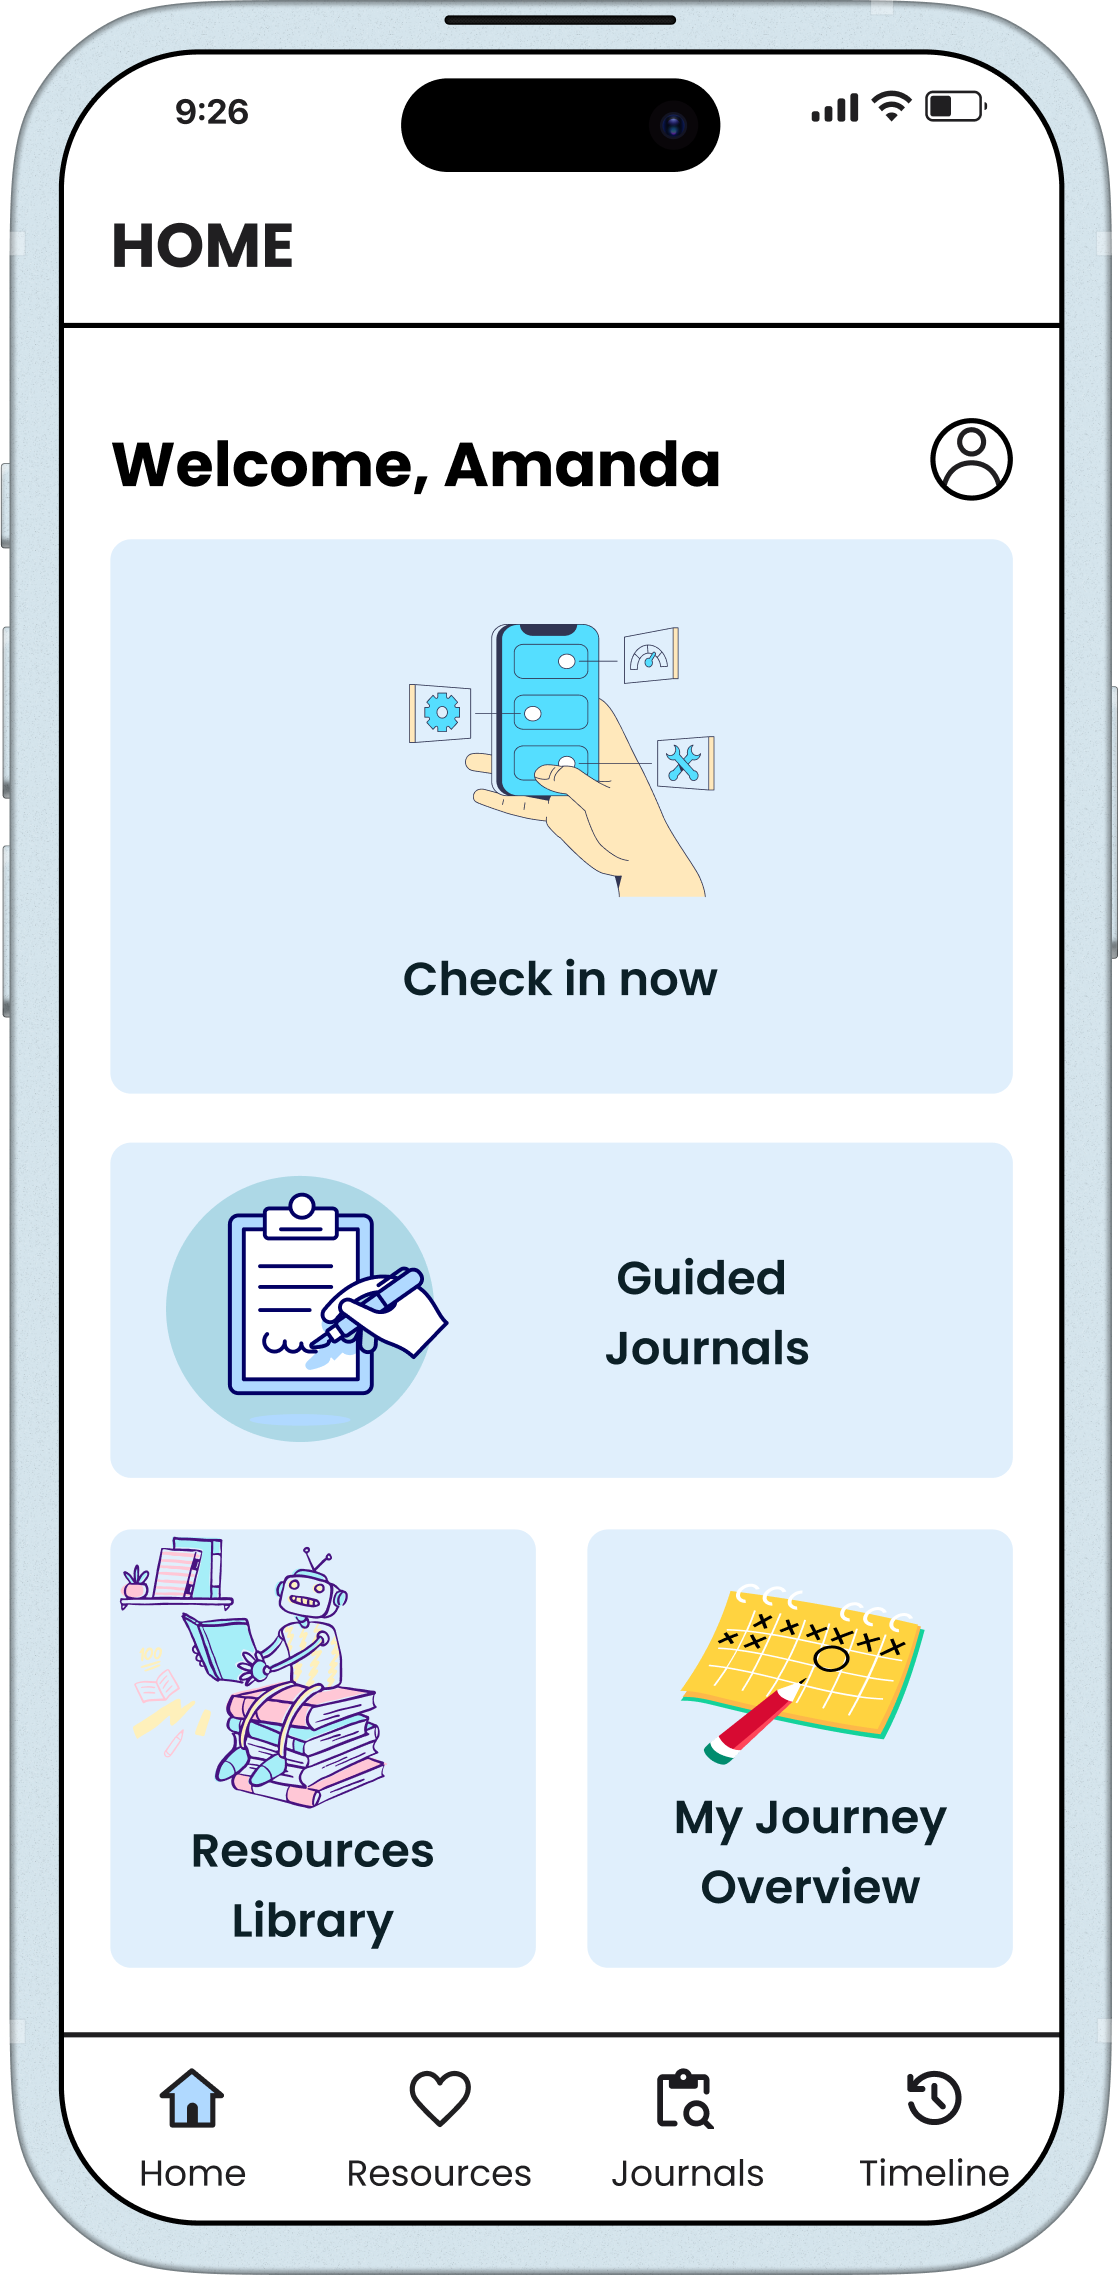 9:26
HOME
Welcome, Amanda
Check in now
Guided
Journals
Resources
Library
My Journey
Overview
Home
Resources
Journals
Timeline